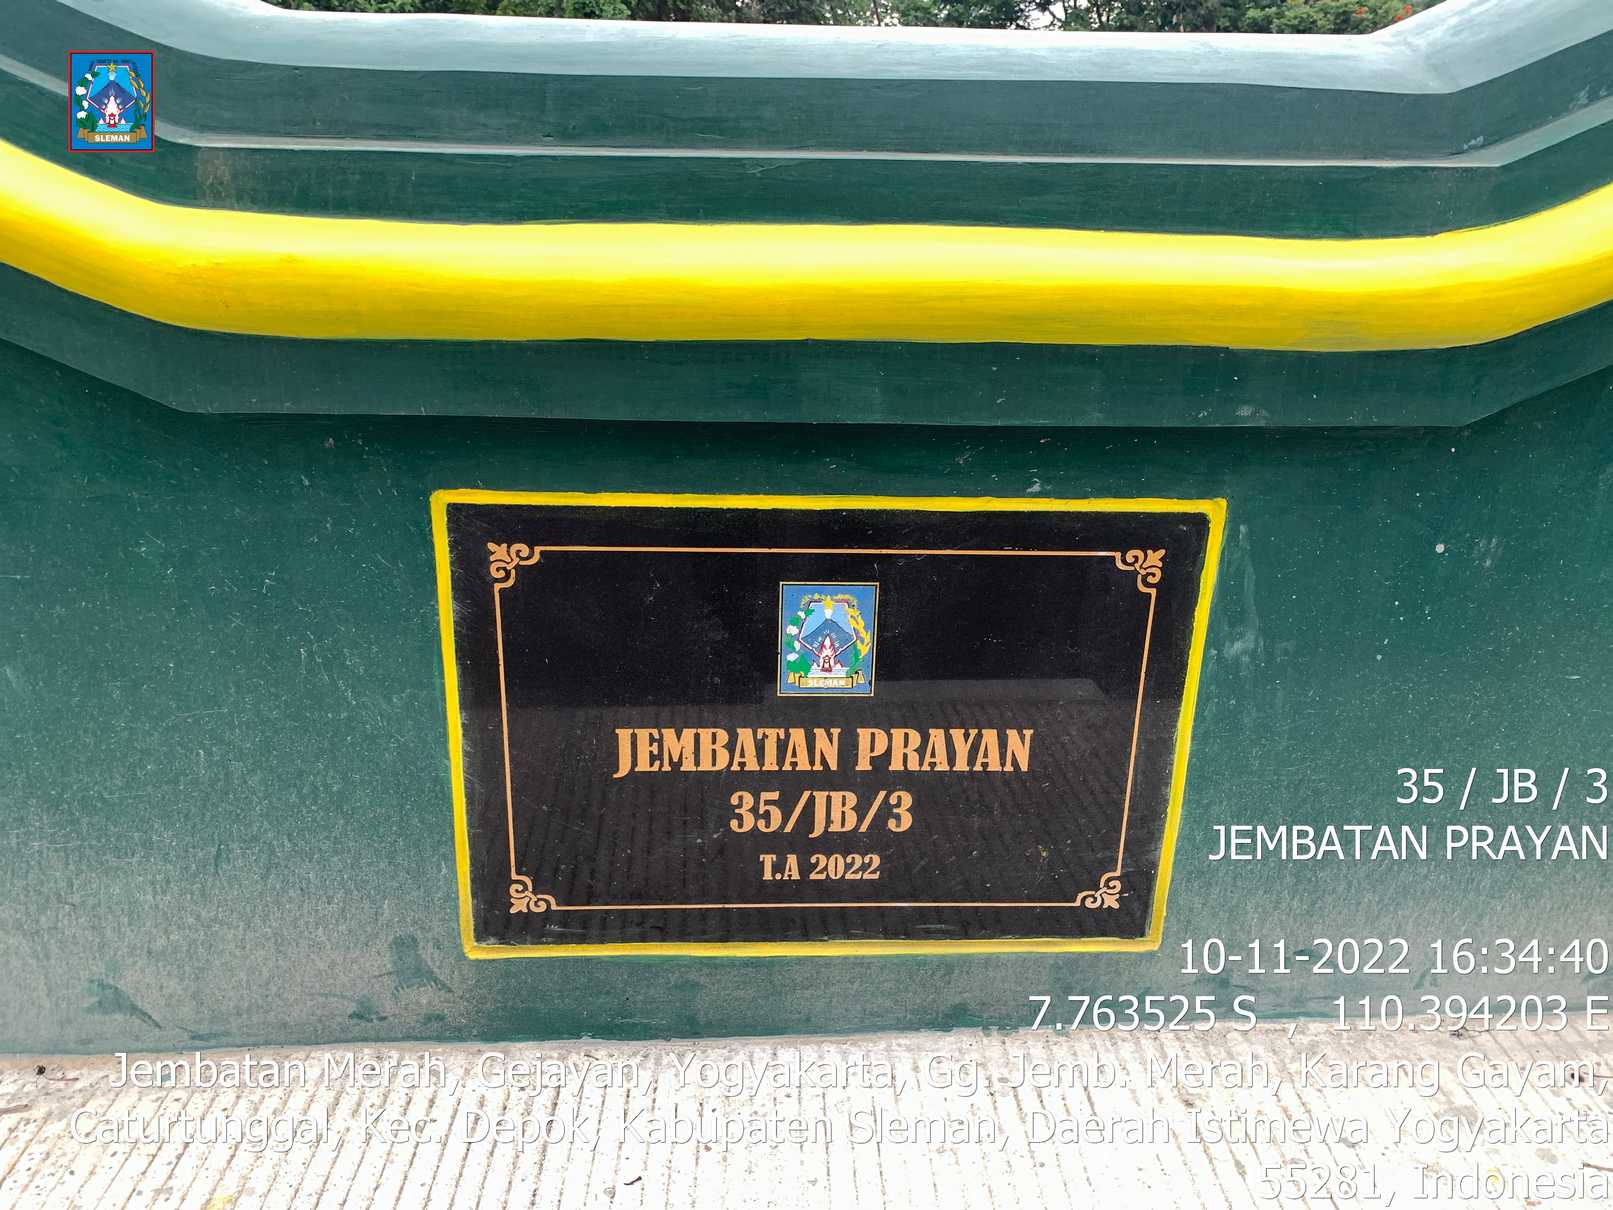 SLEMAN
SLEMAN
JEMBATAN PRAYAN
35/JB/3
T.A 2022
35 / JB / 3
JEMBATAN PRAYAN
10-11-2022 16:34:40
7.763525 S , 110.394203 E
Jembatan Merah, Gejayan, Yogyakarta, Gg. Jemb. Merah, Karang Gayam,
Caturtunggal, Kec. Depok, Kabupaten Sleman, Daerah Istimewa Yogyakarta
55281, Indonesia